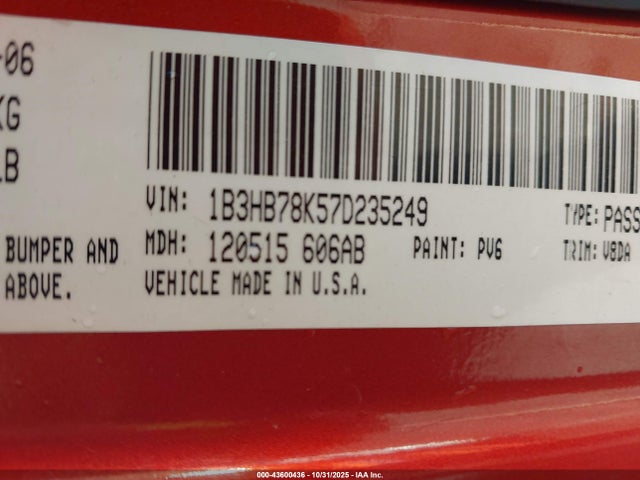 -06
KG
LB
VIN: 1B3HB78K57D235249 TYPE: PASS
BUMPER AND MDH: 120515 606AB PAINT: PV6 TRIM: V8DA
ABOVE. VEHICLE MADE IN U.S.A.
000-43600436 - 10/31/2025 - IAA Inc.